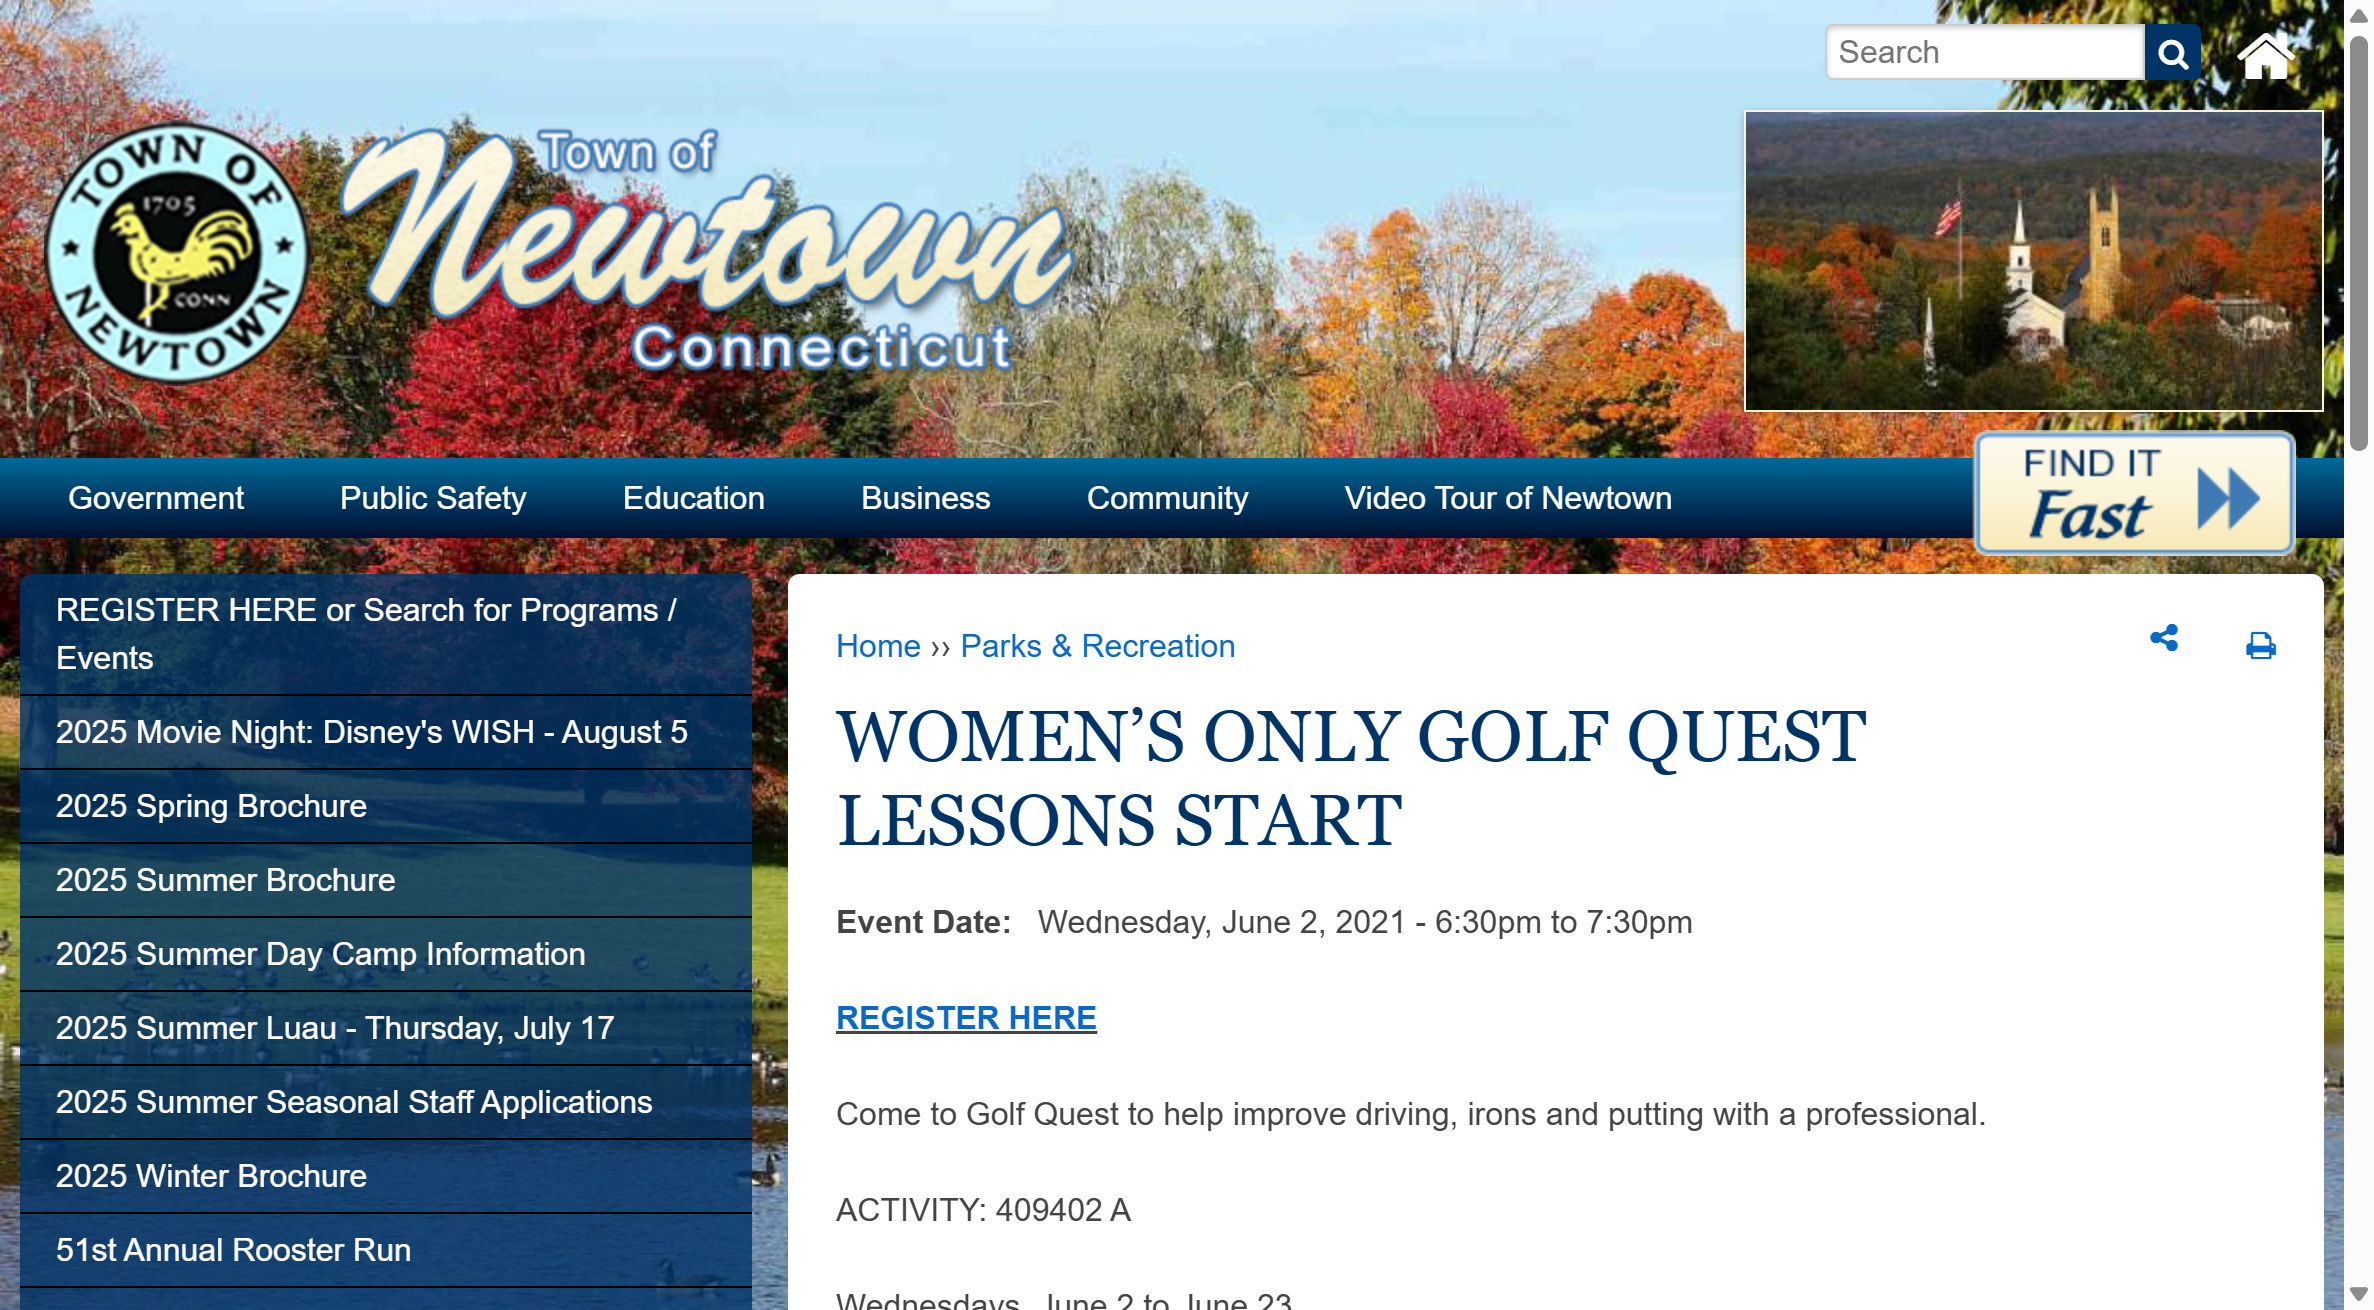 Search
TOWN OF NEWTOWN
1705
CONN
Town of
Newtown
Connecticut
FIND IT
Fast
Government
Public Safety
Education
Business
Community
Video Tour of Newtown
REGISTER HERE or Search for Programs /
Events
2025 Movie Night: Disney's WISH - August 5
2025 Spring Brochure
2025 Summer Brochure
2025 Summer Day Camp Information
2025 Summer Luau - Thursday, July 17
2025 Summer Seasonal Staff Applications
2025 Winter Brochure
51st Annual Rooster Run
Home ›› Parks & Recreation
WOMEN’S ONLY GOLF QUEST
LESSONS START
Event Date: Wednesday, June 2, 2021 - 6:30pm to 7:30pm
REGISTER HERE
Come to Golf Quest to help improve driving, irons and putting with a professional.
ACTIVITY: 409402 A
Wednesdays, June 2 to June 23